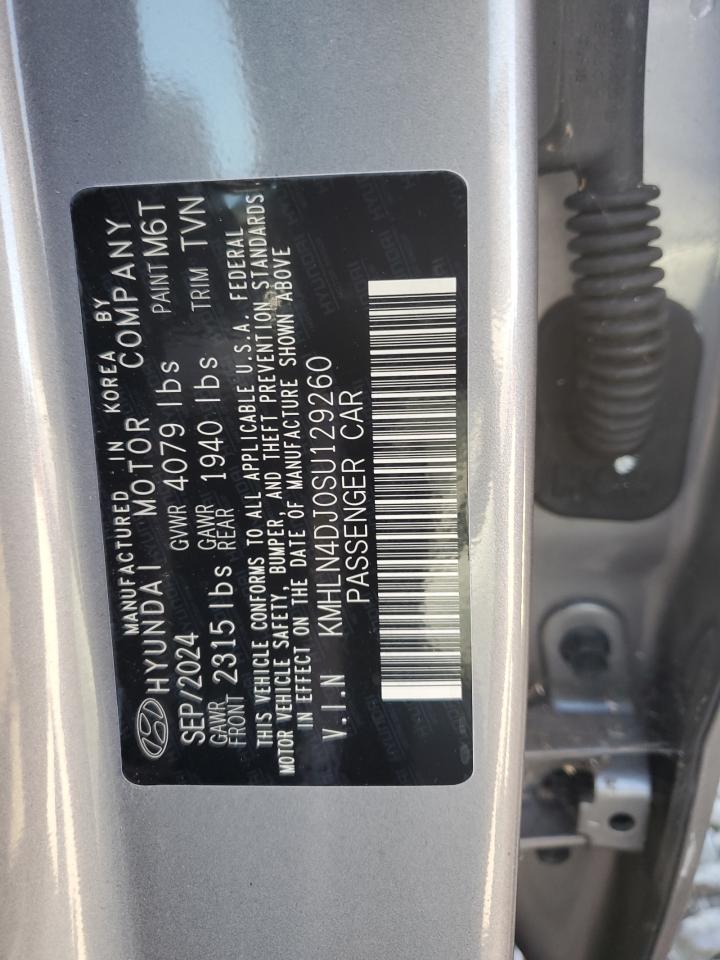 MANUFACTURED IN KOREA BY
HYUNDAI MOTOR COMPANY
SEP/2024 GVWR 4079 lbs PAINT M6T
GAWR FRONT 2315 lbs GAWR REAR 1940 lbs TRIM TVN
THIS VEHICLE CONFORMS TO ALL APPLICABLE U.S.A. FEDERAL
MOTOR VEHICLE SAFETY, BUMPER, AND THEFT PREVENTION STANDARDS
IN EFFECT ON THE DATE OF MANUFACTURE SHOWN ABOVE
V.I.N KMHLN4DJ0SU129260
PASSENGER CAR